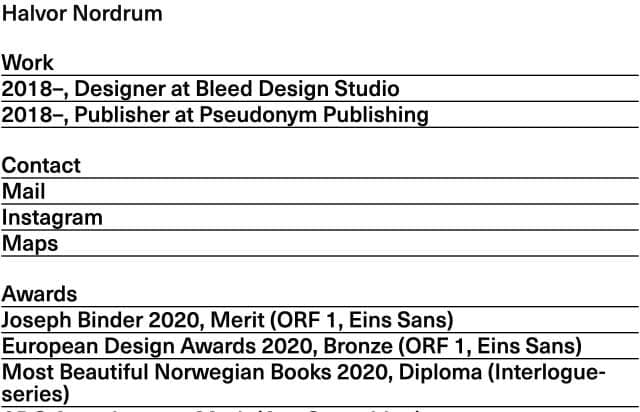 Halvor Nordrum
Work
2018–, Designer at Bleed Design Studio
2018–, Publisher at Pseudonym Publishing
Contact
Mail
Instagram
Maps
Awards
Joseph Binder 2020, Merit (ORF 1, Eins Sans)
European Design Awards 2020, Bronze (ORF 1, Eins Sans)
Most Beautiful Norwegian Books 2020, Diploma (Interlogue-
series)